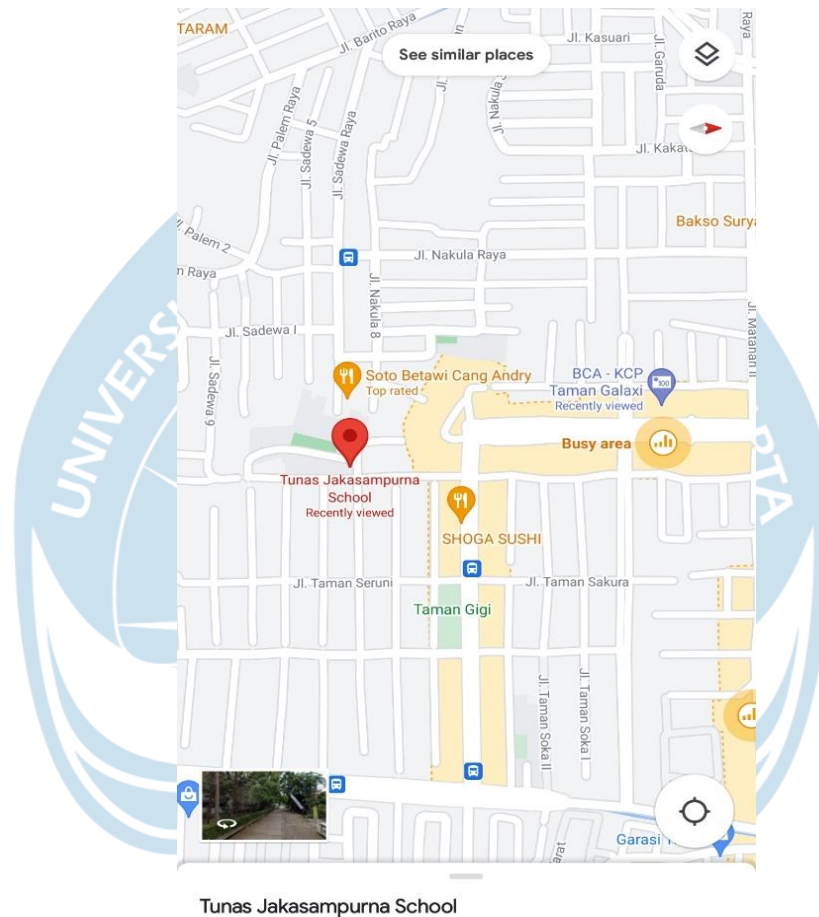 TARAM
Jl. Barito Raya
See similar places
Jl. Kasuari
Raya
Jl. Garuda
Jl. Nakula
Jl. Palem Raya
Jl. Sadewa 5
Jl. Sadewa Raya
Jl. Kakat
Palem 2
Bakso Surya
n Raya
Jl. Nakula Raya
Jl. Nakula 8
Jl. Matanan II
Jl. Sadewa I
Jl. Sadewa 9
Soto Betawi Cang Andry
Top rated
BCA - KCP
Taman Galaxi
Recently viewed
Busy area
Tunas Jakasampurna
School
Recently viewed
SHOGA SUSHI
Jl. Taman Seruni
Jl. Taman Sakura
Taman Gigi
Jl. Taman Soka II
Jl. Taman Soka I
arat
Garasi
Tunas Jakasampurna School